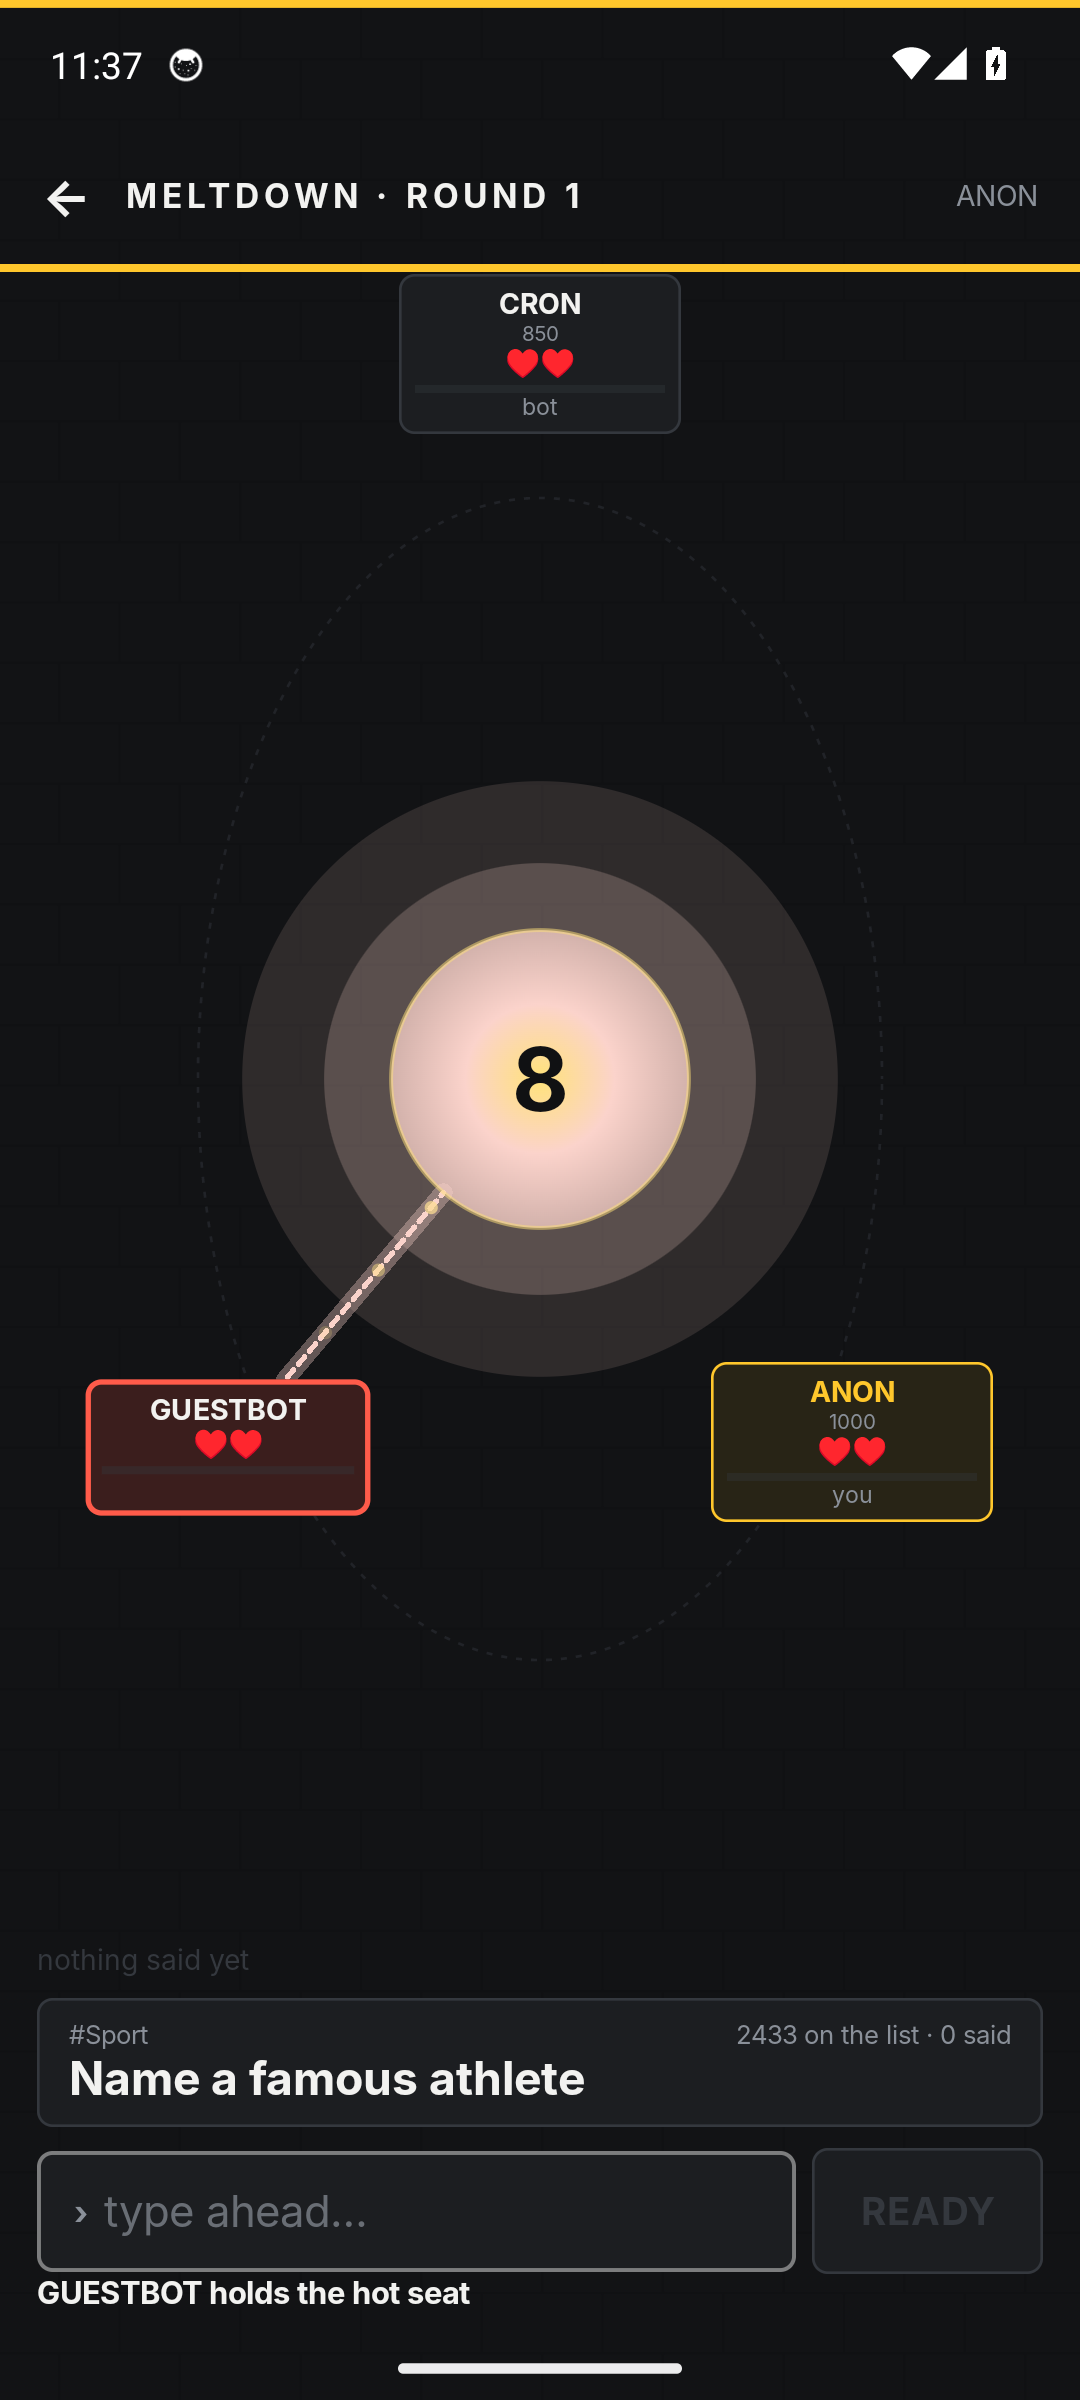 11:37
MELTDOWN · ROUND 1
ANON
CRON
850
bot
8
GUESTBOT
ANON
1000
you
nothing said yet
#Sport
2433 on the list · 0 said
Name a famous athlete
› type ahead...
READY
GUESTBOT holds the hot seat